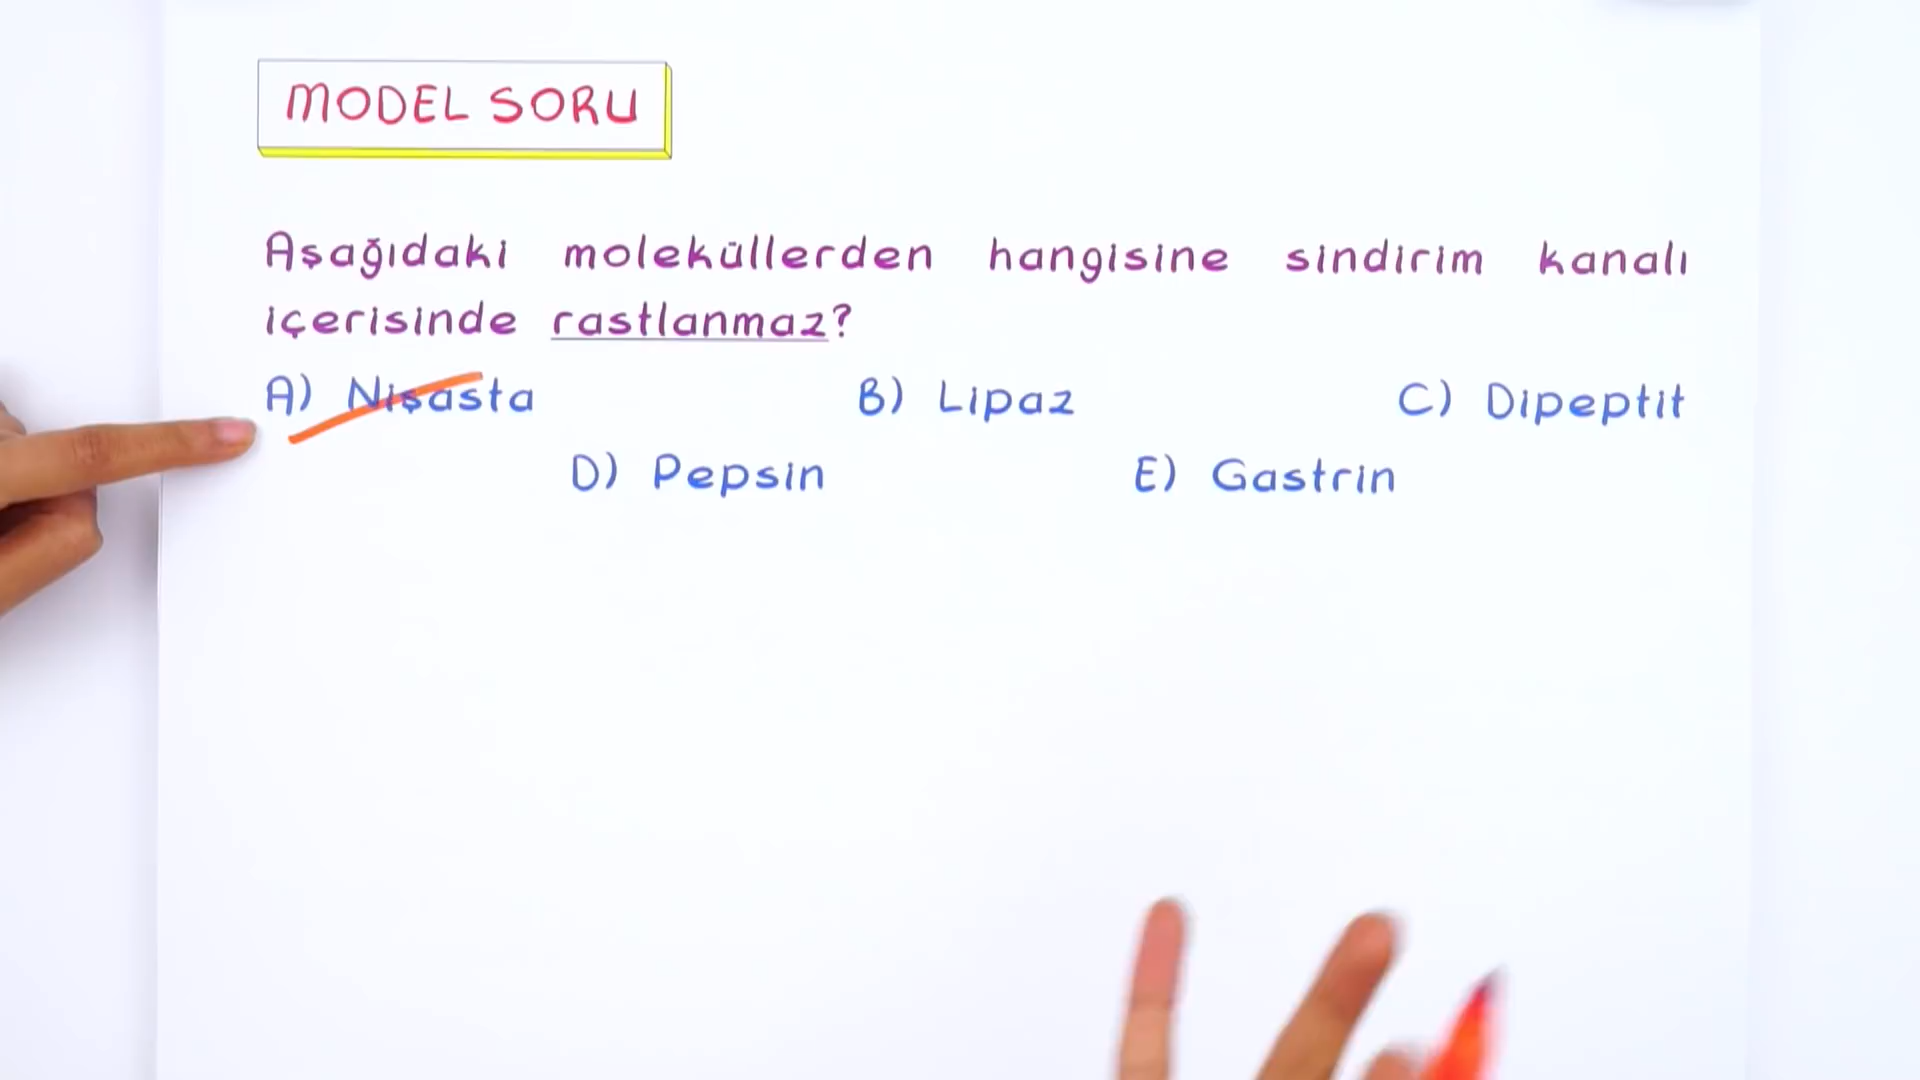 MODEL SORU
Aşağıdaki moleküllerden hangisine sindirim kanalı
içerisinde rastlanmaz?
A) Nişasta B) Lipaz C) Dipeptit
D) Pepsin E) Gastrin